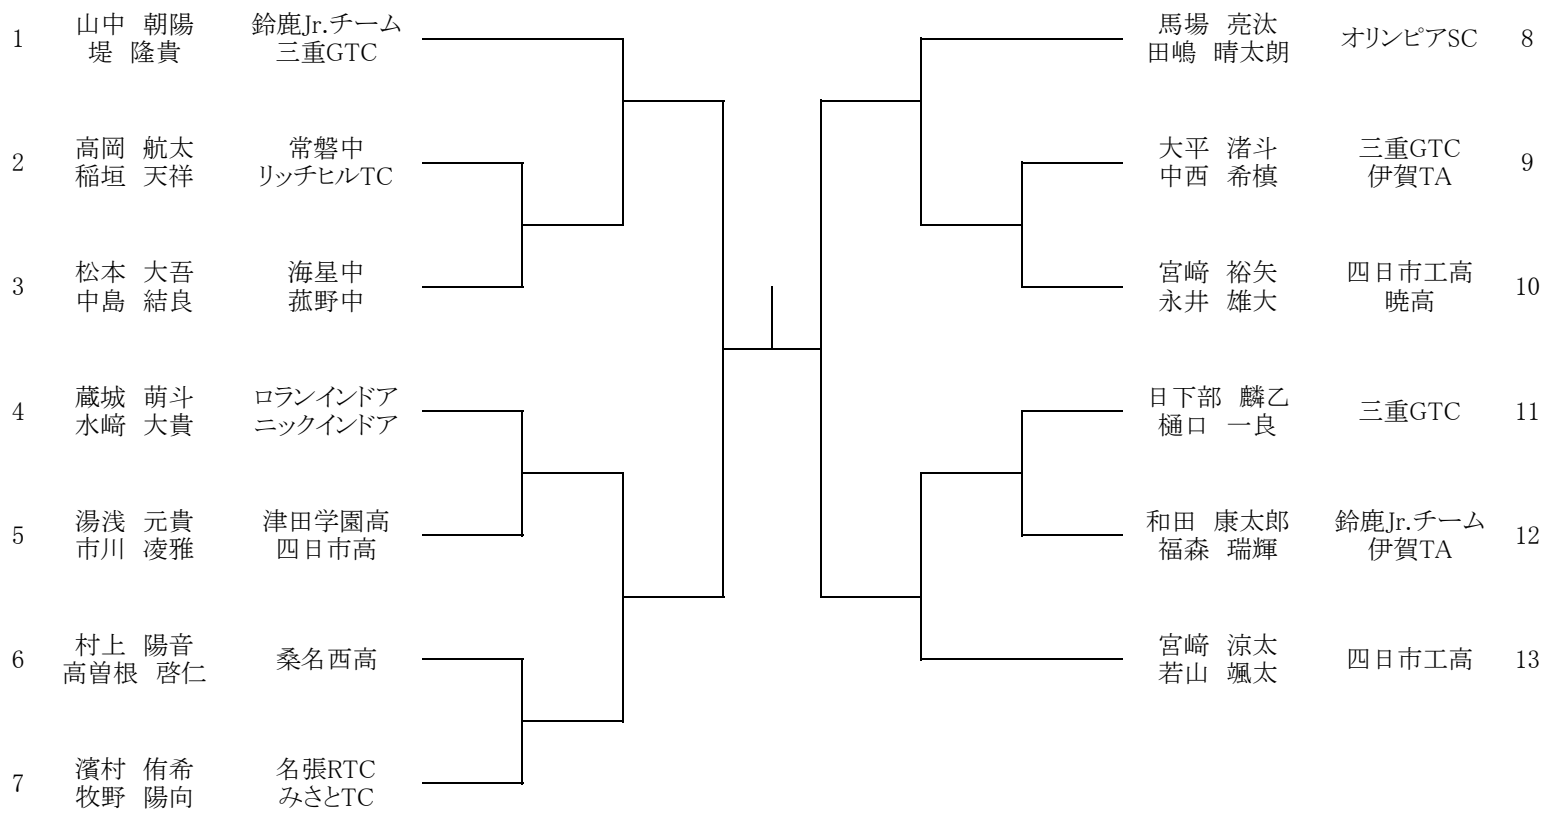 1
山中　朝陽
堤　隆貴
鈴鹿Jr.チーム
三重GTC
2
高岡　航太
稲垣　天祥
常磐中
リッチヒルTC
3
松本　大吾
中島　結良
海星中
菰野中
4
蔵城　萌斗
水﨑　大貴
ロランインドア
ニックインドア
5
湯浅　元貴
市川　凌雅
津田学園高
四日市高
6
村上　陽音
高曽根　啓仁
桑名西高
7
濱村　侑希
牧野　陽向
名張RTC
みさとTC
馬場　亮汰
田嶋　晴太朗
オリンピアSC
8
大平　渚斗
中西　希槙
三重GTC
伊賀TA
9
宮﨑　裕矢
永井　雄大
四日市工高
暁高
10
日下部　麟乙
樋口　一良
三重GTC
11
和田　康太郎
福森　瑞輝
鈴鹿Jr.チーム
伊賀TA
12
宮﨑　涼太
若山　颯太
四日市工高
13